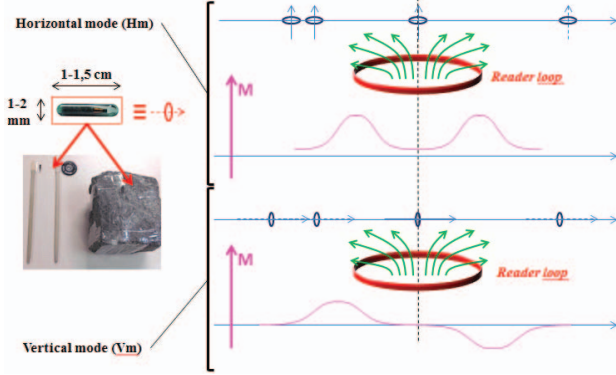 Horizontal mode (Hm)
1-1,5 cm
1-2
mm
M
Reader loop
M
Reader loop
Vertical mode (Vm)